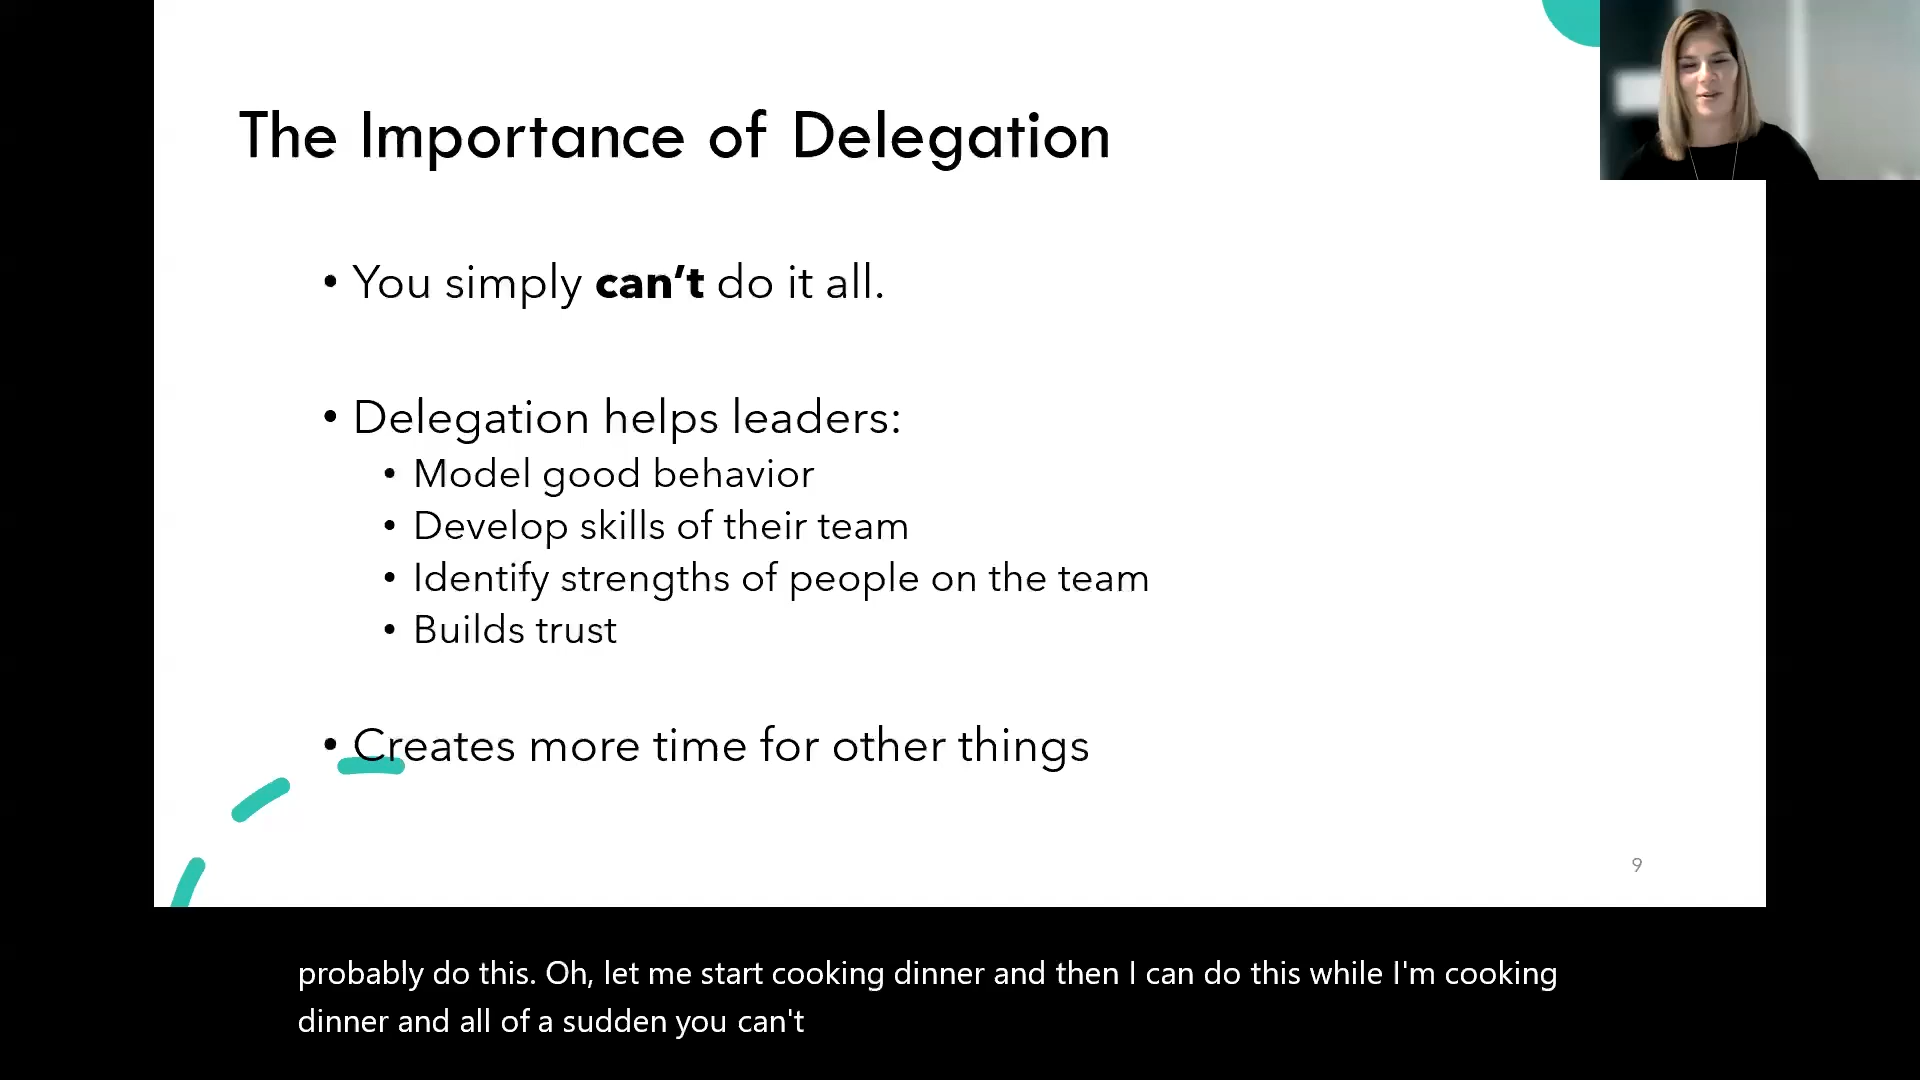 The Importance of Delegation
• You simply can’t do it all.
• Delegation helps leaders:
• Model good behavior
• Develop skills of their team
• Identify strengths of people on the team
• Builds trust
• Creates more time for other things
9
probably do this. Oh, let me start cooking dinner and then I can do this while I'm cooking
dinner and all of a sudden you can't